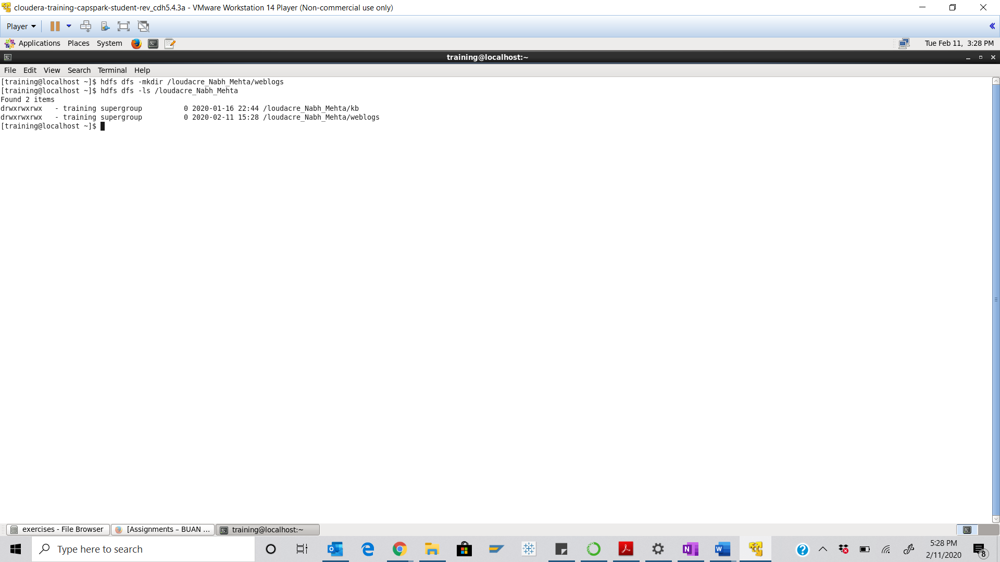 cloudera-training-capspark-student-rev_cdh5.4.3a - VMware Workstation 14 Player (Non-commercial use only)
Player
Applications Places System Tue Feb 11, 3:28 PM
training@localhost:~
File Edit View Search Terminal Help
[training@localhost ~]$ hdfs dfs -mkdir /loudacre_Nabh_Mehta/weblogs
[training@localhost ~]$ hdfs dfs -ls /loudacre_Nabh_Mehta
Found 2 items
drwxrwxrwx   - training supergroup          0 2020-01-16 22:44 /loudacre_Nabh_Mehta/kb
drwxrwxrwx   - training supergroup          0 2020-02-11 15:28 /loudacre_Nabh_Mehta/weblogs
[training@localhost ~]$
exercises - File Browser [Assignments – BUAN ... training@localhost:~
Type here to search
5:28 PM
2/11/2020
8